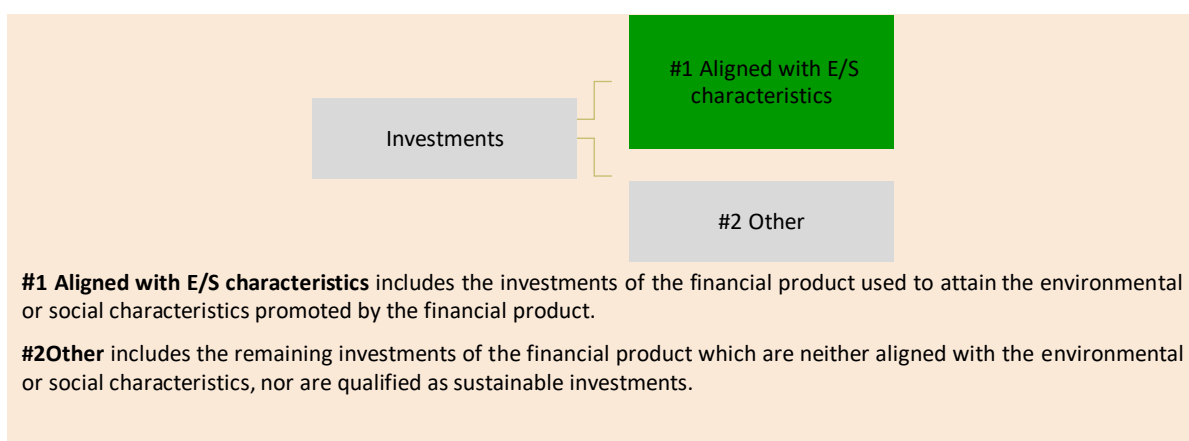 #1 Aligned with E/S
characteristics
Investments
#2 Other
#1 Aligned with E/S characteristics includes the investments of the financial product used to attain the environmental
or social characteristics promoted by the financial product.
#2Other includes the remaining investments of the financial product which are neither aligned with the environmental
or social characteristics, nor are qualified as sustainable investments.